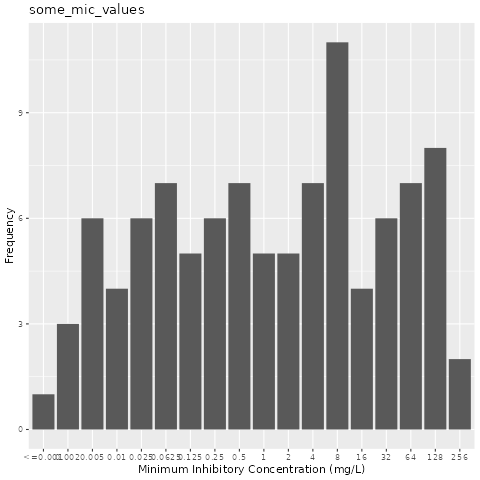 some_mic_values
Frequency
9
6
3
0
<=0.001 0.002 0.005 0.01 0.025 0.0625 0.125 0.25 0.5 1 2 4 8 16 32 64 128 256
Minimum Inhibitory Concentration (mg/L)